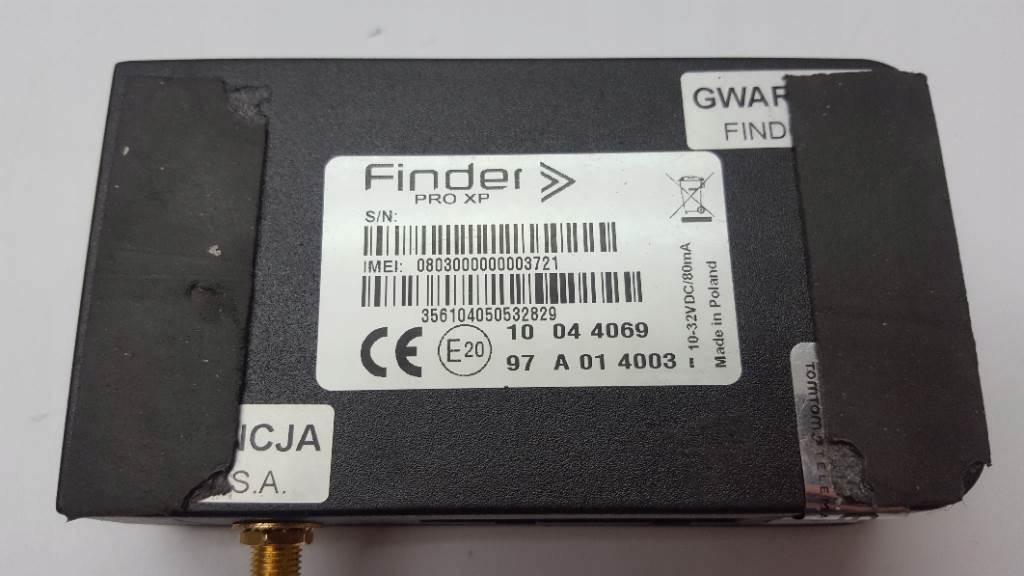 GWAR
FIND
Finder
PRO XP
S/N:
IMEI: 0803000000003721
356104050532829
CE E20 10 04 4069
97 A 01 4003
⎓ 10-32VDC/80mA
Made in Poland
NCJA
S.A.
TomTom